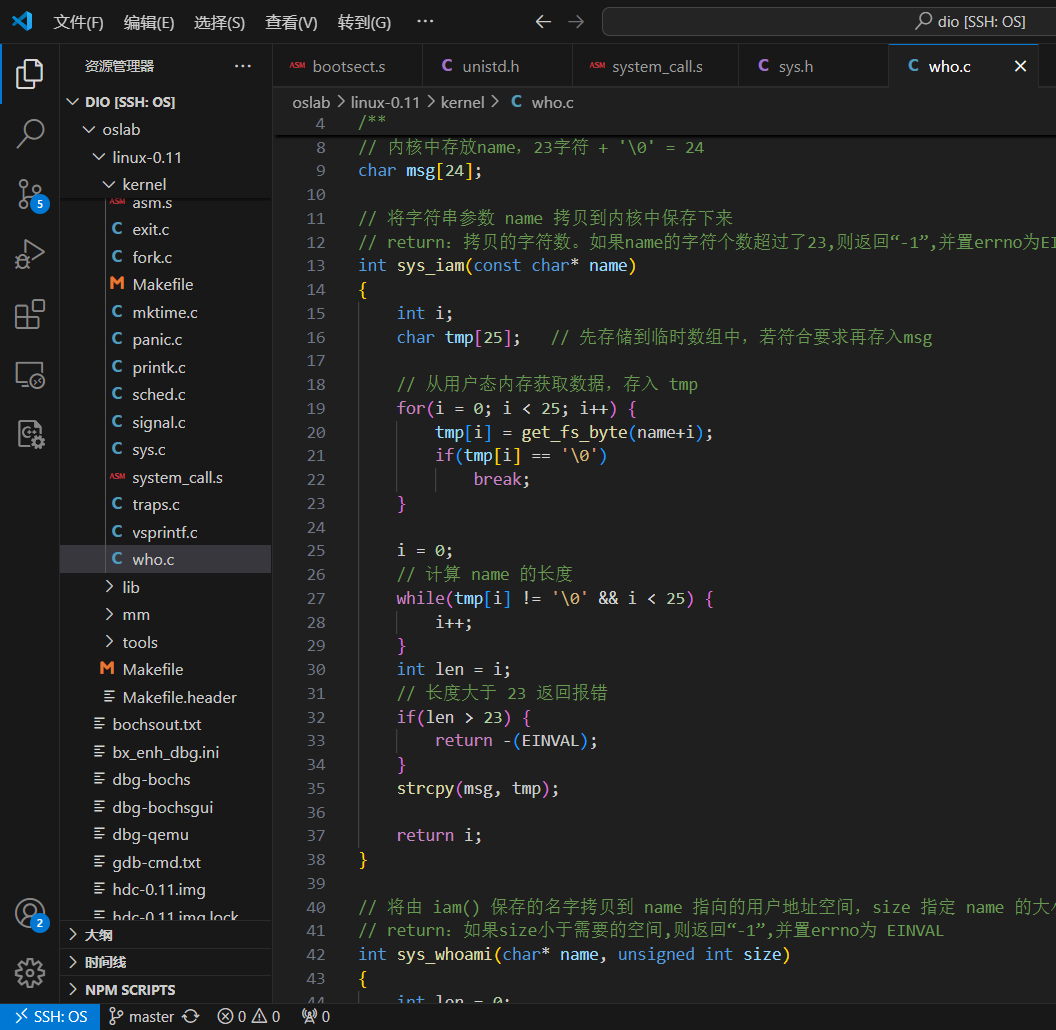 文件(F) 编辑(E) 选择(S) 查看(V) 转到(G) ··· dio [SSH: OS]
资源管理器 ···
ASM bootsect.s C unistd.h ASM system_call.s C sys.h C who.c
DIO [SSH: OS]
oslab
linux-0.11
kernel
asm.s
exit.c
fork.c
Makefile
mktime.c
panic.c
printk.c
sched.c
signal.c
sys.c
system_call.s
traps.c
vsprintf.c
who.c
lib
mm
tools
Makefile
Makefile.header
bochsout.txt
bx_enh_dbg.ini
dbg-bochs
dbg-bochsgui
dbg-qemu
gdb-cmd.txt
hdc-0.11.img
hdc-0.11.img.lock
大纲
时间线
NPM SCRIPTS
5
2
oslab > linux-0.11 > kernel > C who.c
4 /**
8 // 内核中存放name，23字符 + '\0' = 24
9 char msg[24];
10
11 // 将字符串参数 name 拷贝到内核中保存下来
12 // return：拷贝的字符数。如果name的字符个数超过了23,则返回“-1”,并置errno为EI
13 int sys_iam(const char* name)
14 {
15     int i;
16     char tmp[25];   // 先存储到临时数组中，若符合要求再存入msg
17
18     // 从用户态内存获取数据，存入 tmp
19     for(i = 0; i < 25; i++) {
20         tmp[i] = get_fs_byte(name+i);
21         if(tmp[i] == '\0')
22             break;
23     }
24
25     i = 0;
26     // 计算 name 的长度
27     while(tmp[i] != '\0' && i < 25) {
28         i++;
29     }
30     int len = i;
31     // 长度大于 23 返回报错
32     if(len > 23) {
33         return -(EINVAL);
34     }
35     strcpy(msg, tmp);
36
37     return i;
38 }
39
40 // 将由 iam() 保存的名字拷贝到 name 指向的用户地址空间，size 指定 name 的大
41 // return：如果size小于需要的空间,则返回“-1”,并置errno为 EINVAL
42 int sys_whoami(char* name, unsigned int size)
43 {
44     int len = 0;
SSH: OS master 0 0 0